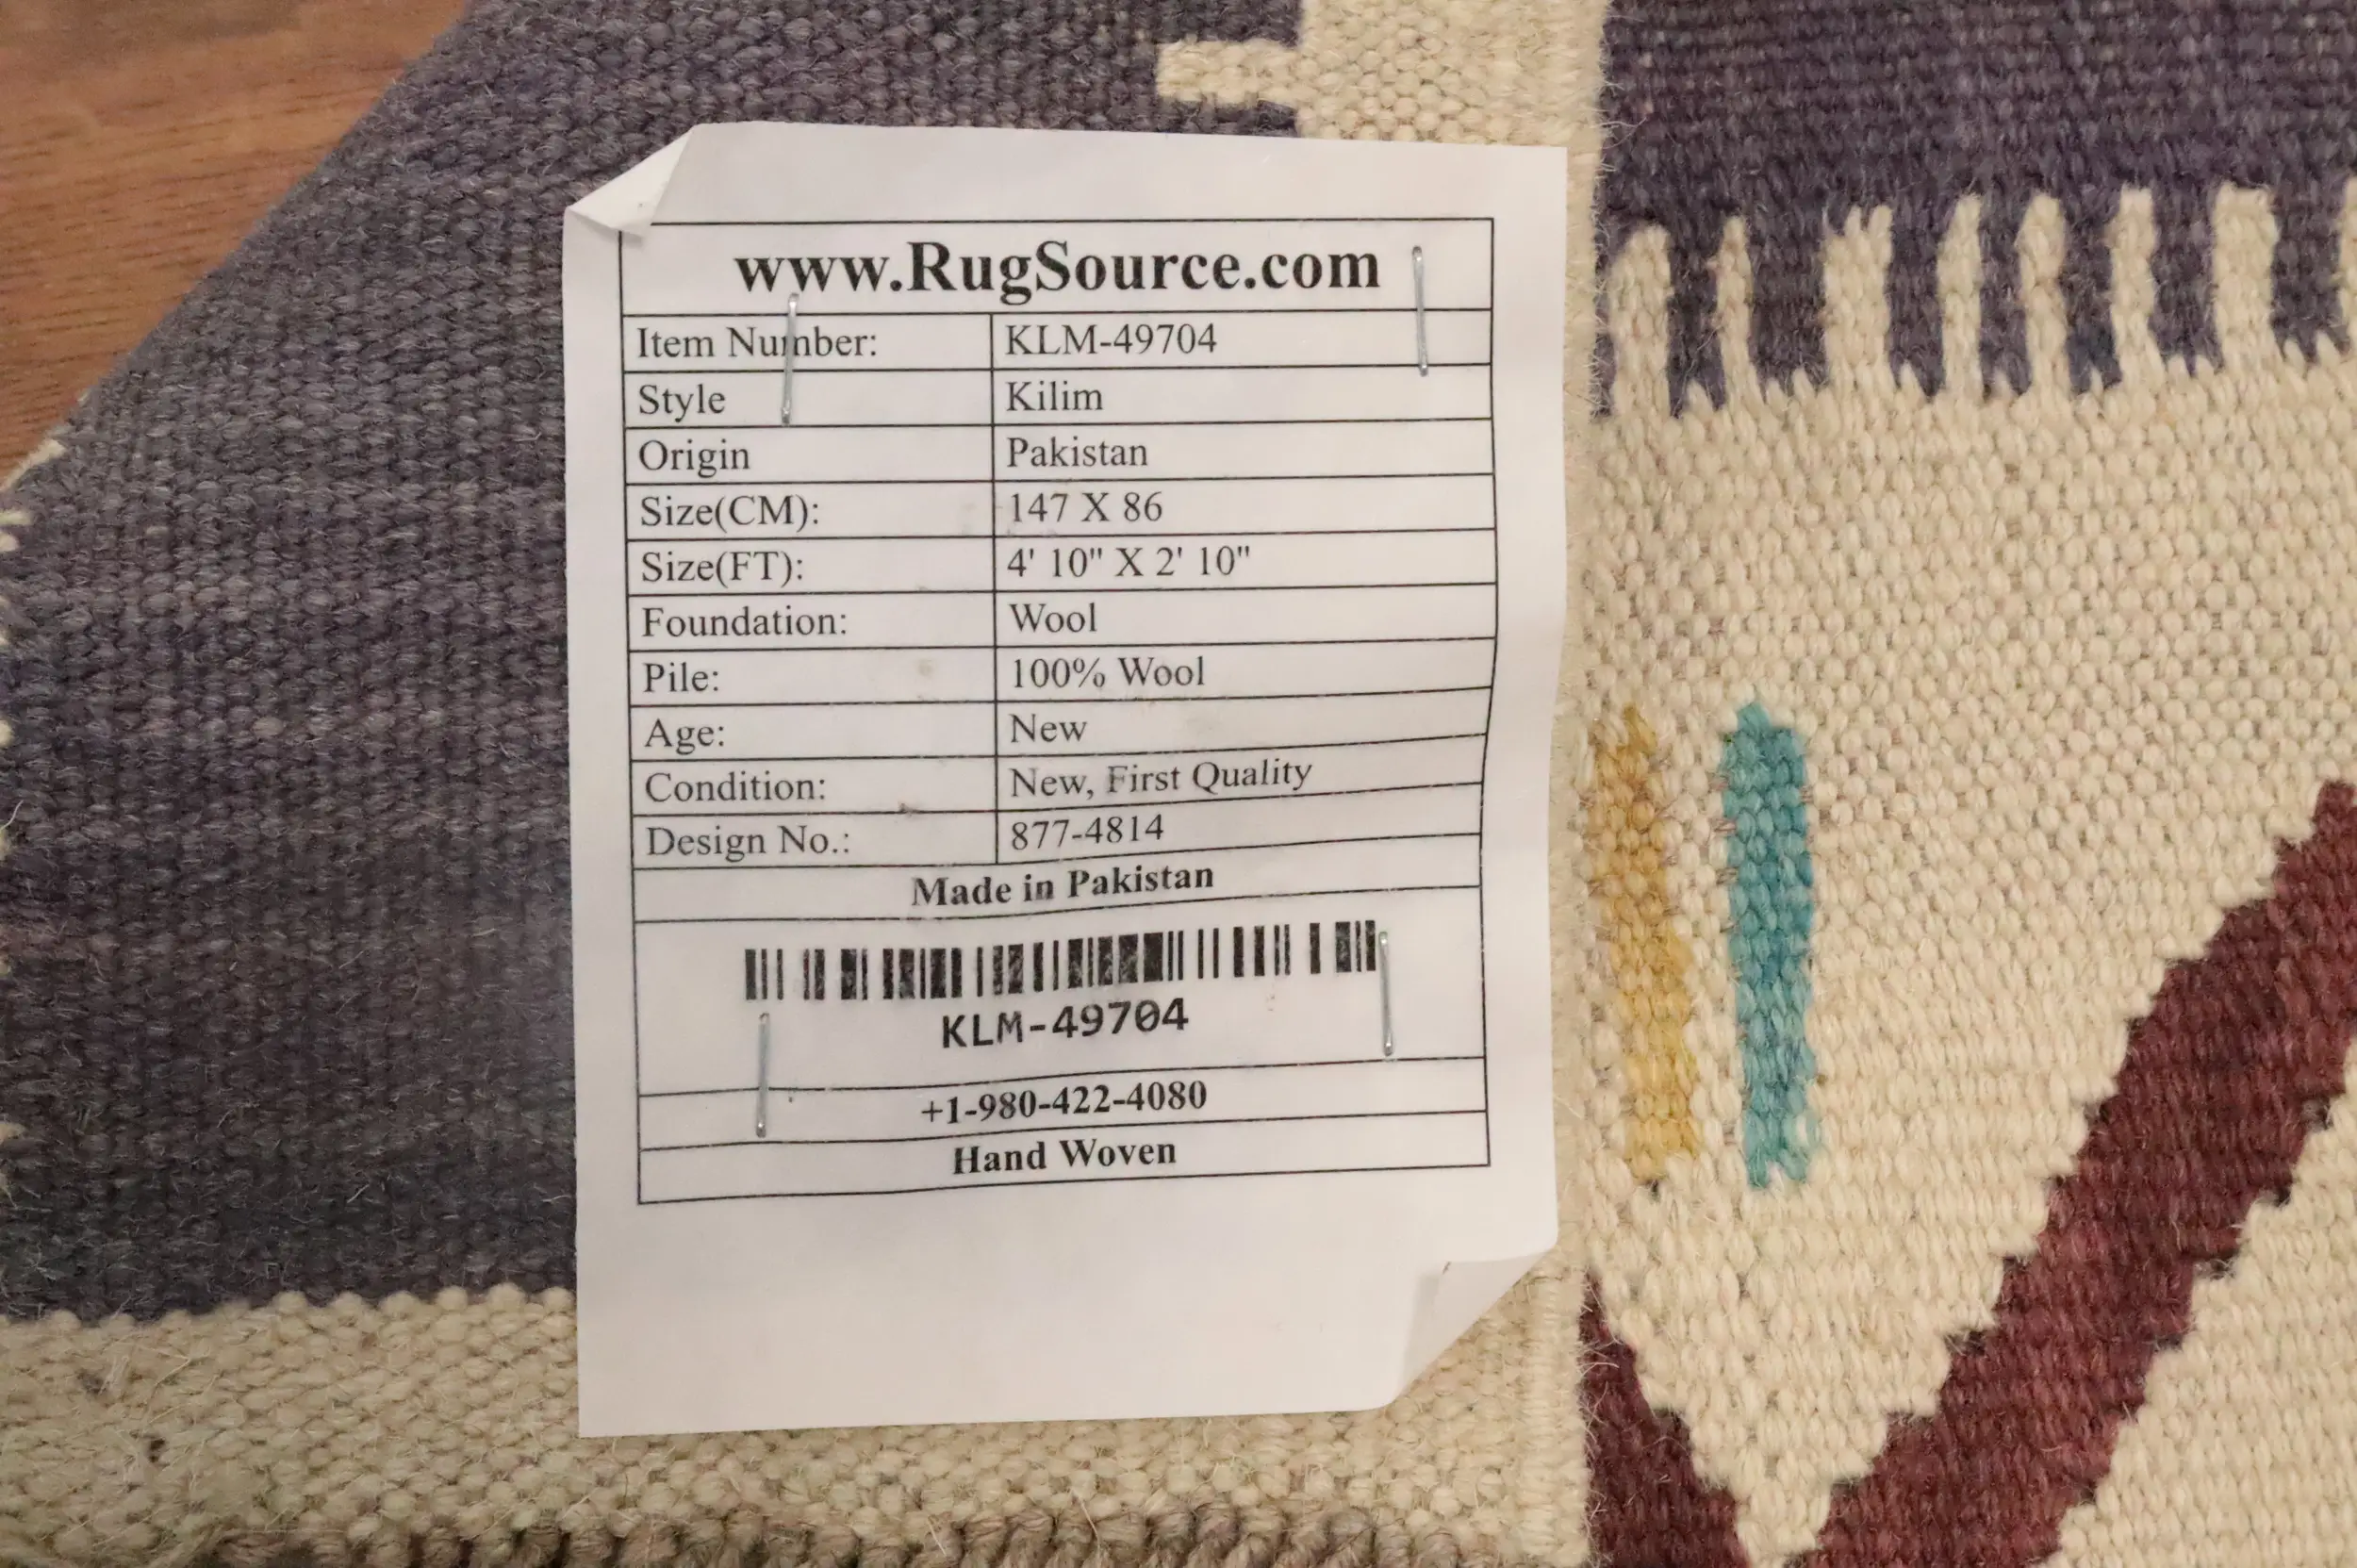 www.RugSource.com
Item Number: KLM-49704
Style Kilim
Origin Pakistan
Size(CM): 147 X 86
Size(FT): 4' 10" X 2' 10"
Foundation: Wool
Pile: 100% Wool
Age: New
Condition: New, First Quality
Design No.: 877-4814
Made in Pakistan
KLM-49704
+1-980-422-4080
Hand Woven